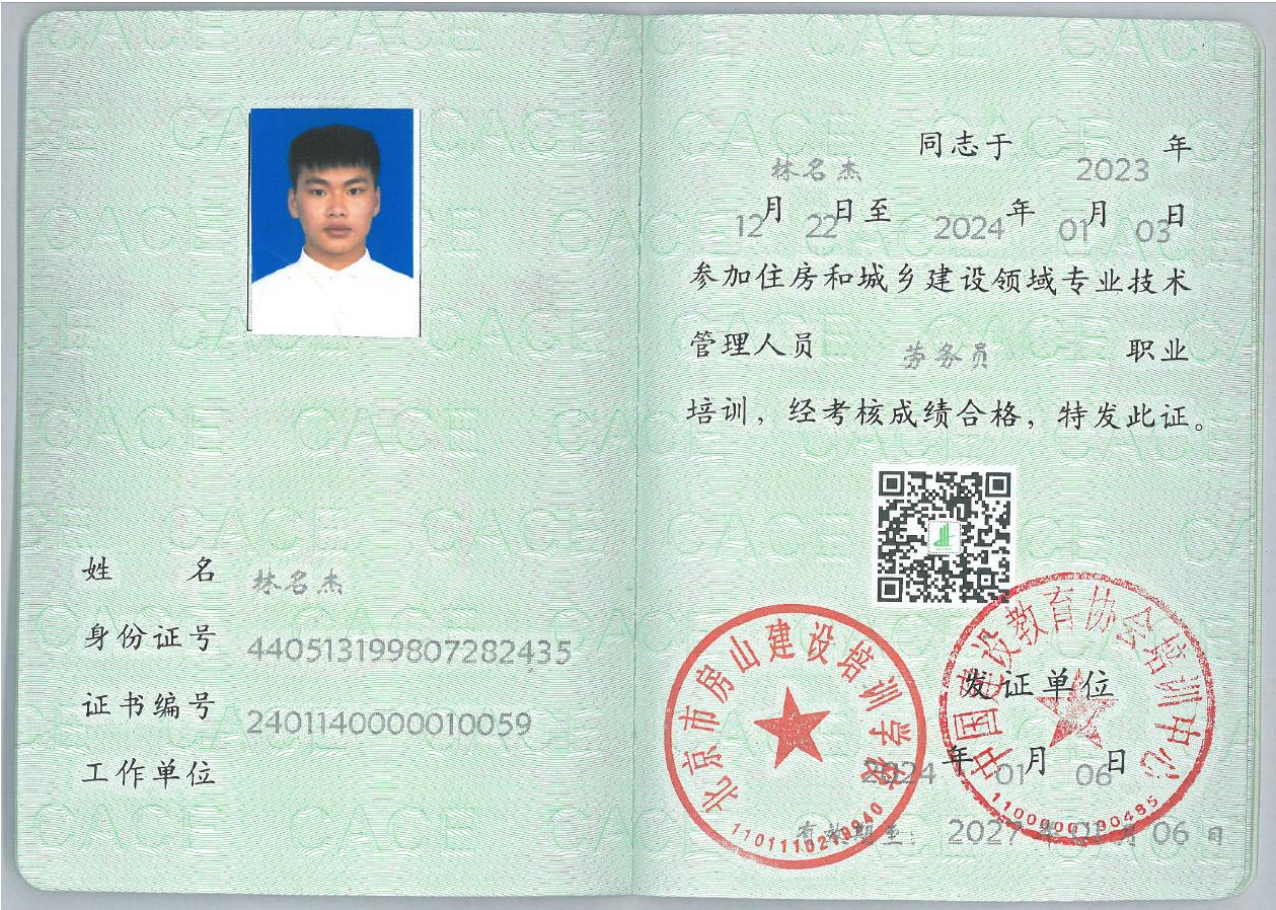 姓 名 林名杰
身份证号 440513199807282435
证书编号 2401140000010059
工作单位
林名杰 同志于 2023 年
12 月 22 日至 2024 年 01 月 03 日
参加住房和城乡建设领域专业技术
管理人员 劳务员 职业
培训，经考核成绩合格，特发此证。
北京市房山建设培训学校
中国建设教育协会培训中心
发证单位
2024 年 01 月 06 日
有效期至： 2027 年 01 月 06 日
CACE